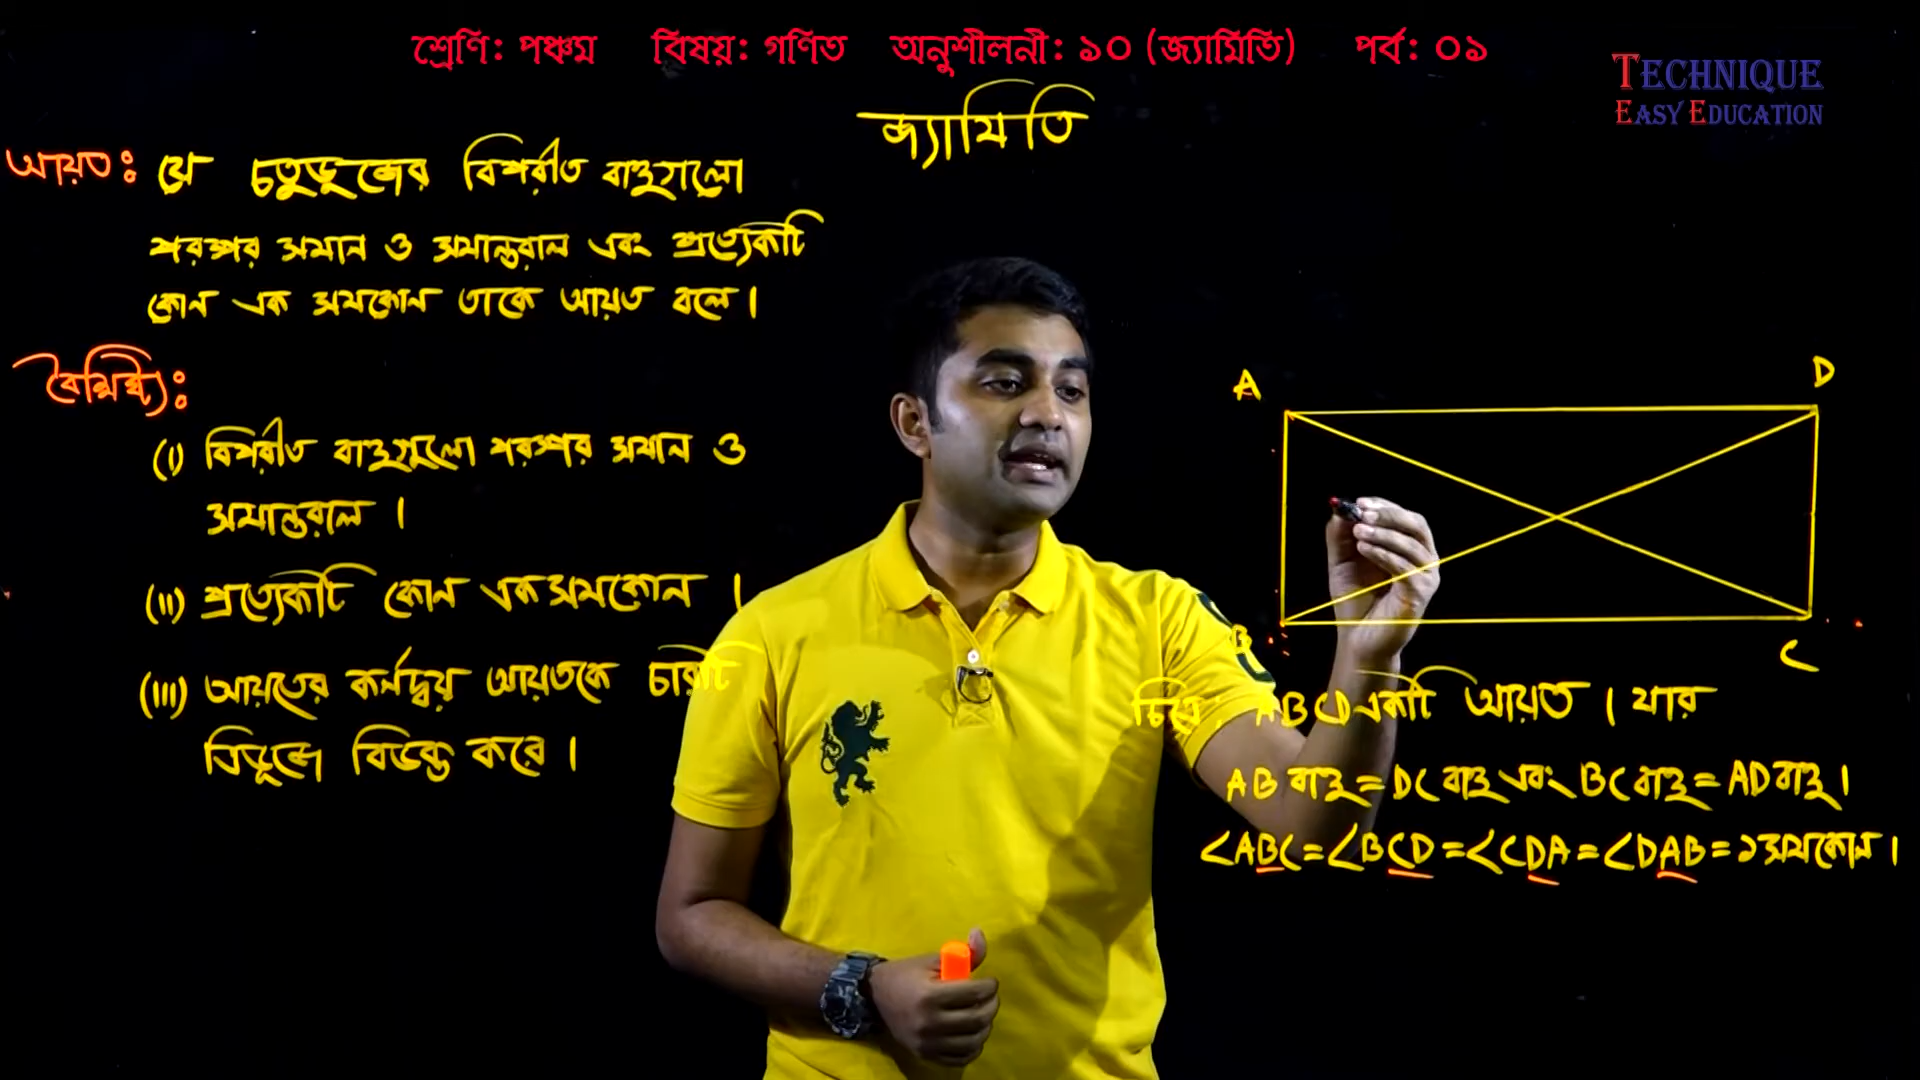 শ্রেণি: পঞ্চম বিষয়: গণিত অনুশীলনী: ১০ (জ্যামিতি) পর্ব: ০১
TECHNIQUE
EASY EDUCATION
জ্যামিতি
আয়ত: যে চতুর্ভুজের বিপরীত বাহুগুলো
পরস্পর সমান ও সমান্তরাল এবং প্রত্যেকটি
কোন এক সমকোন তাকে আয়ত বলে।
বৈশিষ্ট্য:
(i) বিপরীত বাহুগুলো পরস্পর সমান ও
সমান্তরাল।
(ii) প্রত্যেকটি কোন এক সমকোন।
(iii) আয়তের কর্নদ্বয় আয়তকে চারটি
ত্রিভূজে বিভক্ত করে।
A D
B C
চিত্রে: ABCD একটি আয়ত। যার
AB বাহু = DC বাহু এবং BC বাহু = AD বাহু।
<ABC = <BCD = <CDA = <DAB = ১ সমকোন।